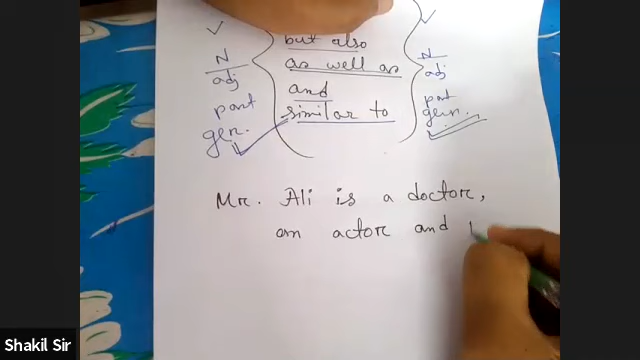 but also
N as well as N
adj and adj
part similar to part
gen. gen.
Mr. Ali is a doctor,
an actor and
Shakil Sir